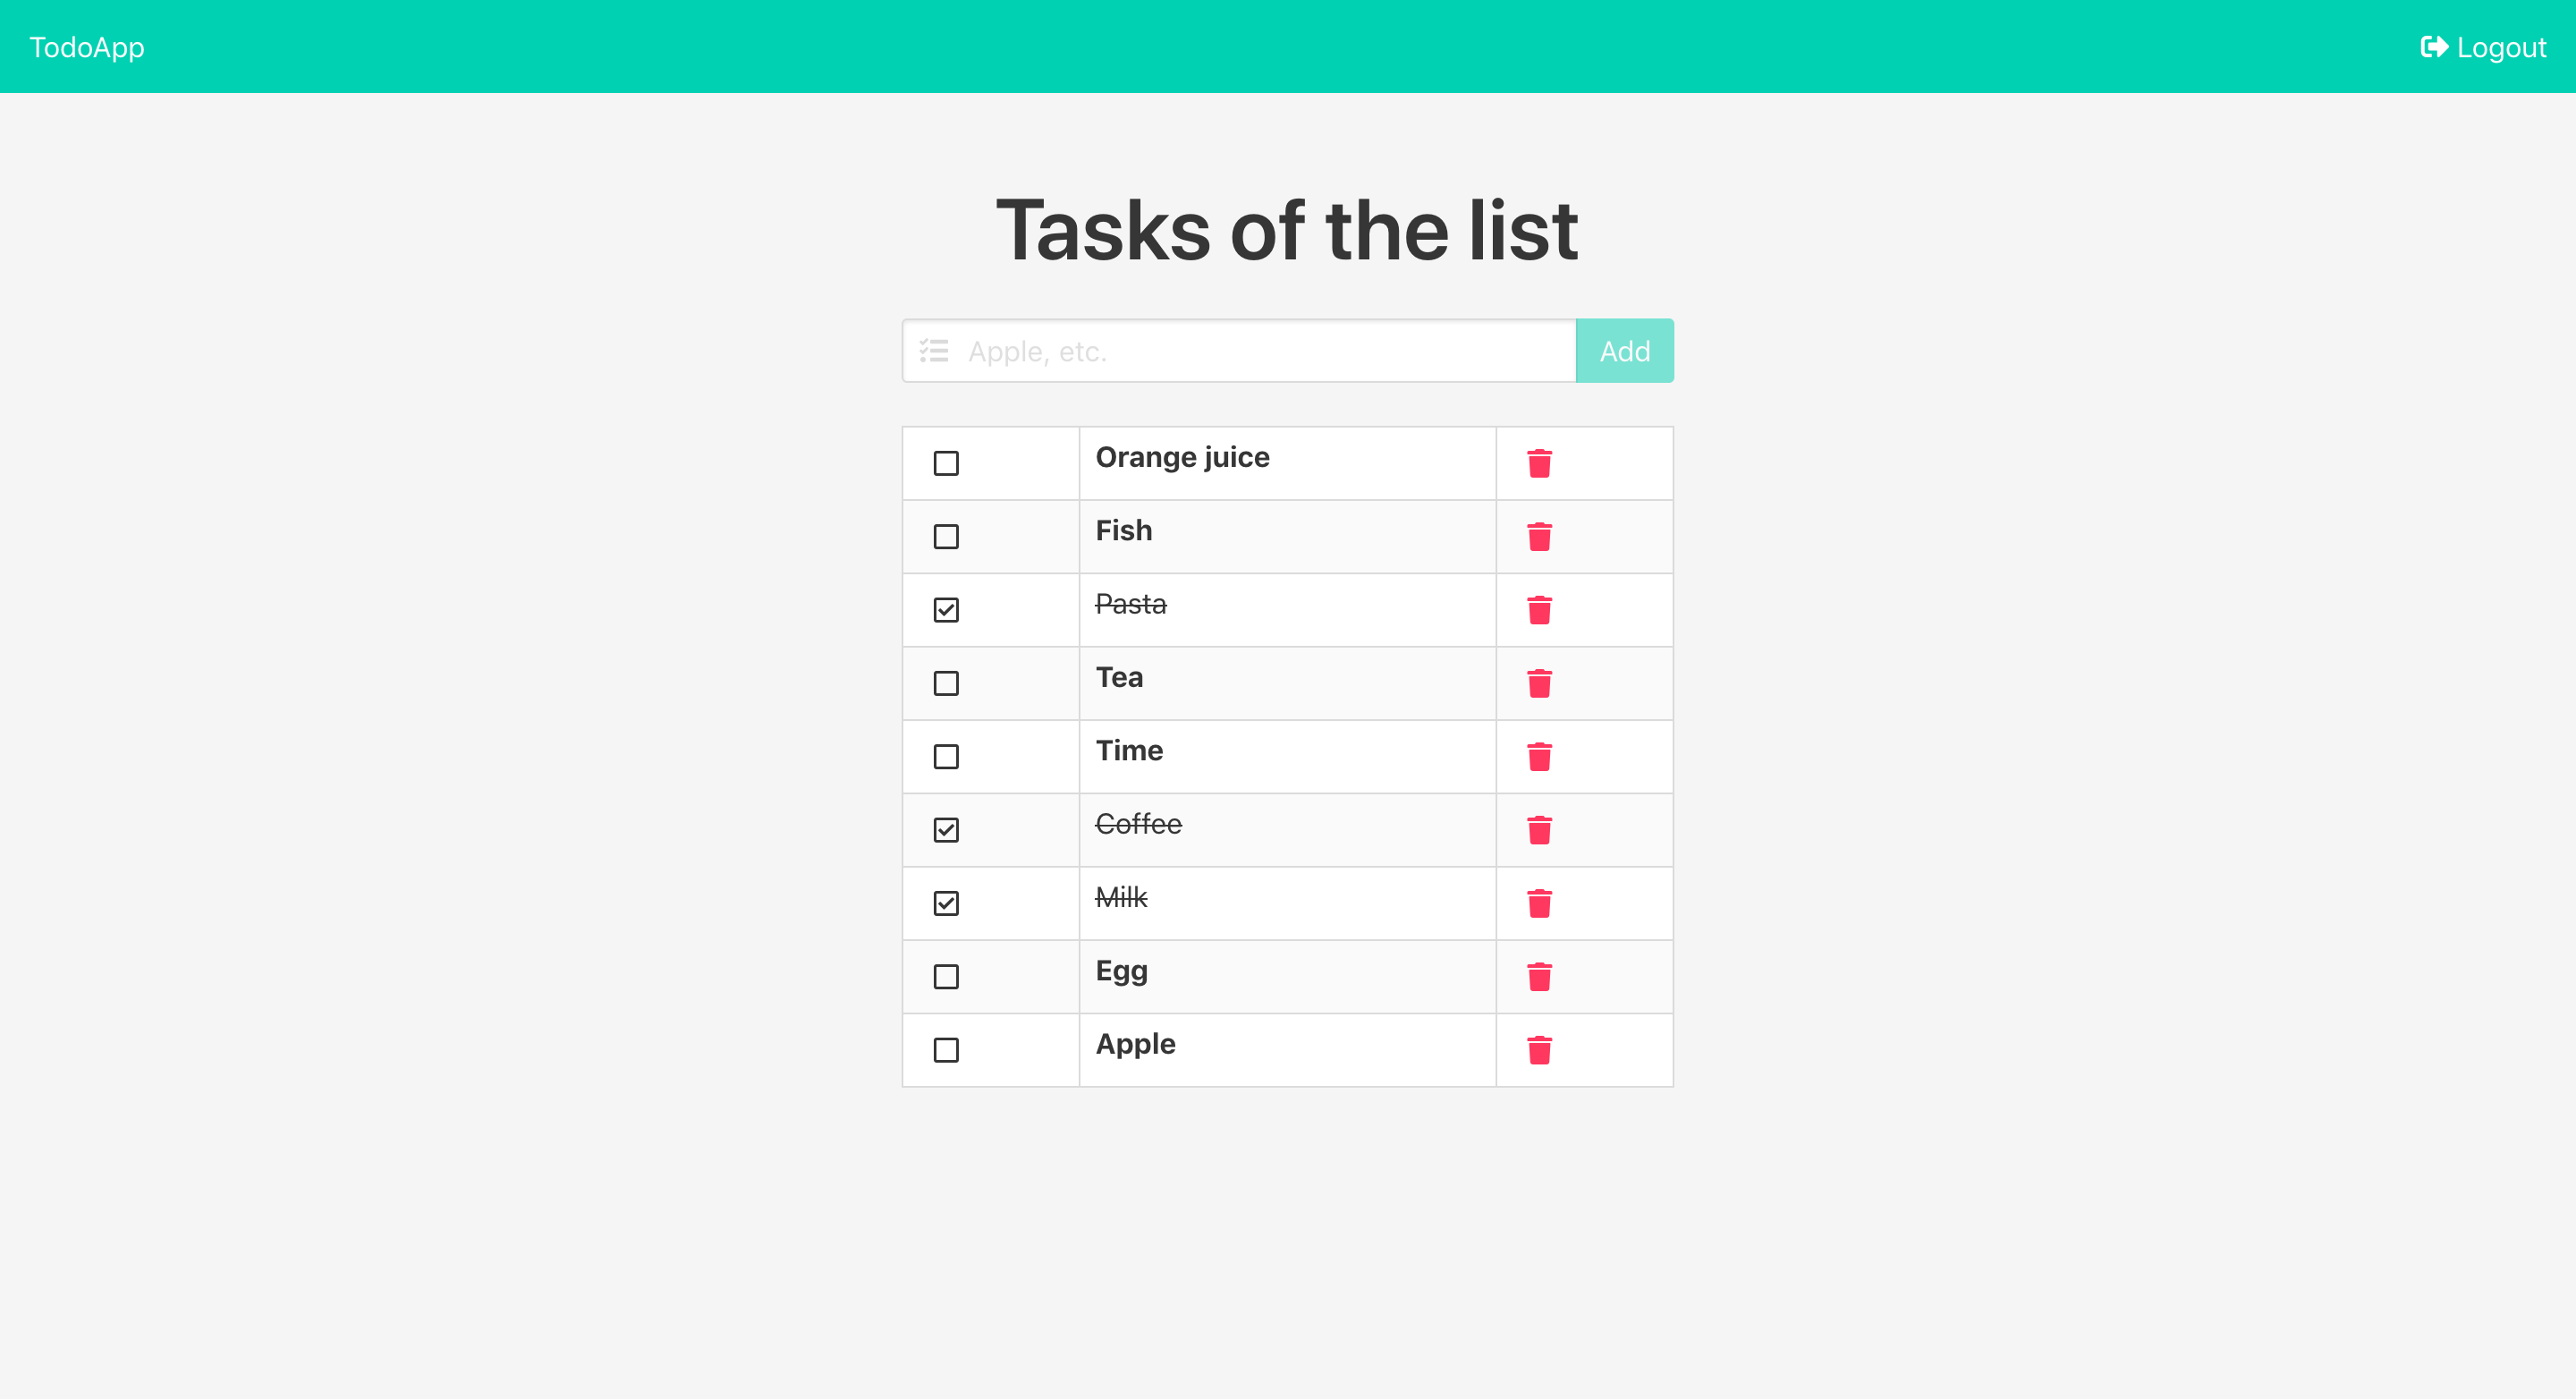 TodoApp
Logout
Tasks of the list
Apple, etc.
Add
Orange juice
Fish
Pasta
Tea
Time
Coffee
Milk
Egg
Apple